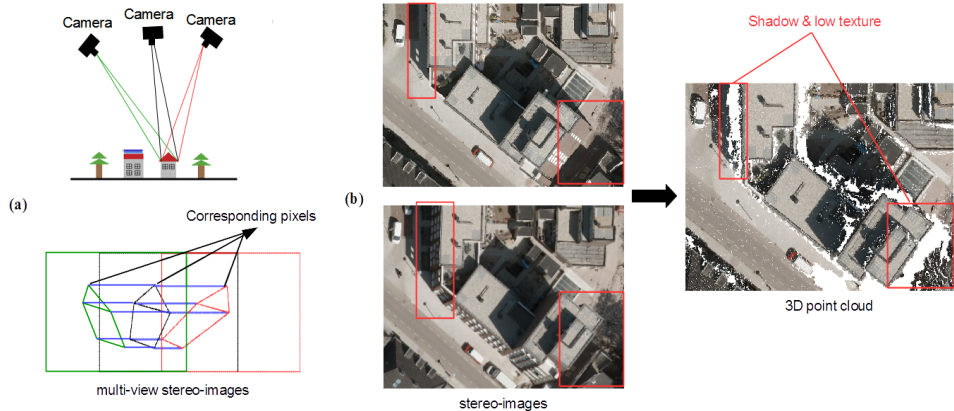 Camera
Camera
Camera
(a)
Corresponding pixels
multi-view stereo-images
(b)
stereo-images
Shadow & low texture
3D point cloud